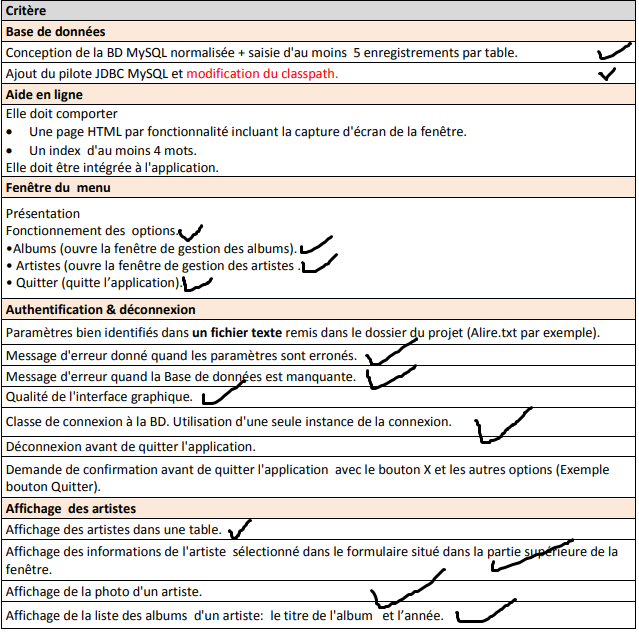 Critère
Base de données
Conception de la BD MySQL normalisée + saisie d'au moins  5 enregistrements par table.
Ajout du pilote JDBC MySQL et modification du classpath.
Aide en ligne
Elle doit comporter
• Une page HTML par fonctionnalité incluant la capture d'écran de la fenêtre.
• Un index  d'au moins 4 mots.
Elle doit être intégrée à l'application.
Fenêtre du  menu
Présentation
Fonctionnement des  options.
•Albums (ouvre la fenêtre de gestion des albums).
• Artistes (ouvre la fenêtre de gestion des artistes .
• Quitter (quitte l’application).
Authentification & déconnexion
Paramètres bien identifiés dans un fichier texte remis dans le dossier du projet (Alire.txt par exemple).
Message d'erreur donné quand les paramètres sont erronés.
Message d'erreur quand la Base de données est manquante.
Qualité de l'interface graphique.
Classe de connexion à la BD. Utilisation d'une seule instance de la connexion.
Déconnexion avant de quitter l'application.
Demande de confirmation avant de quitter l'application  avec le bouton X et les autres options (Exemple
bouton Quitter).
Affichage  des artistes
Affichage des artistes dans une table.
Affichage des informations de l'artiste  sélectionné dans le formulaire situé dans la partie supérieure de la
fenêtre.
Affichage de la photo d'un artiste.
Affichage de la liste des albums  d'un artiste:  le titre de l'album   et l’année.